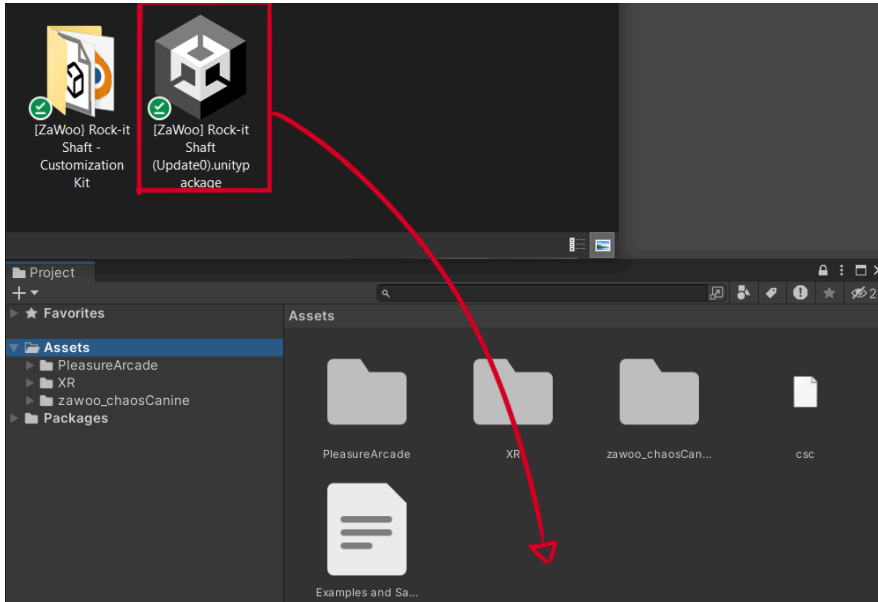 [ZaWoo} Rock-it
Shaft -
Customization
Kit
[ZaWoo] Rock-it
Shaft
(Update0).unityp
ackage
Project
2
Favorites
Assets
Assets
PleasureArcade
XR
zawoo_chaosCanine
Packages
PleasureArcade
XR
zawoo_chaosCan...
csc
Examples and Sa...